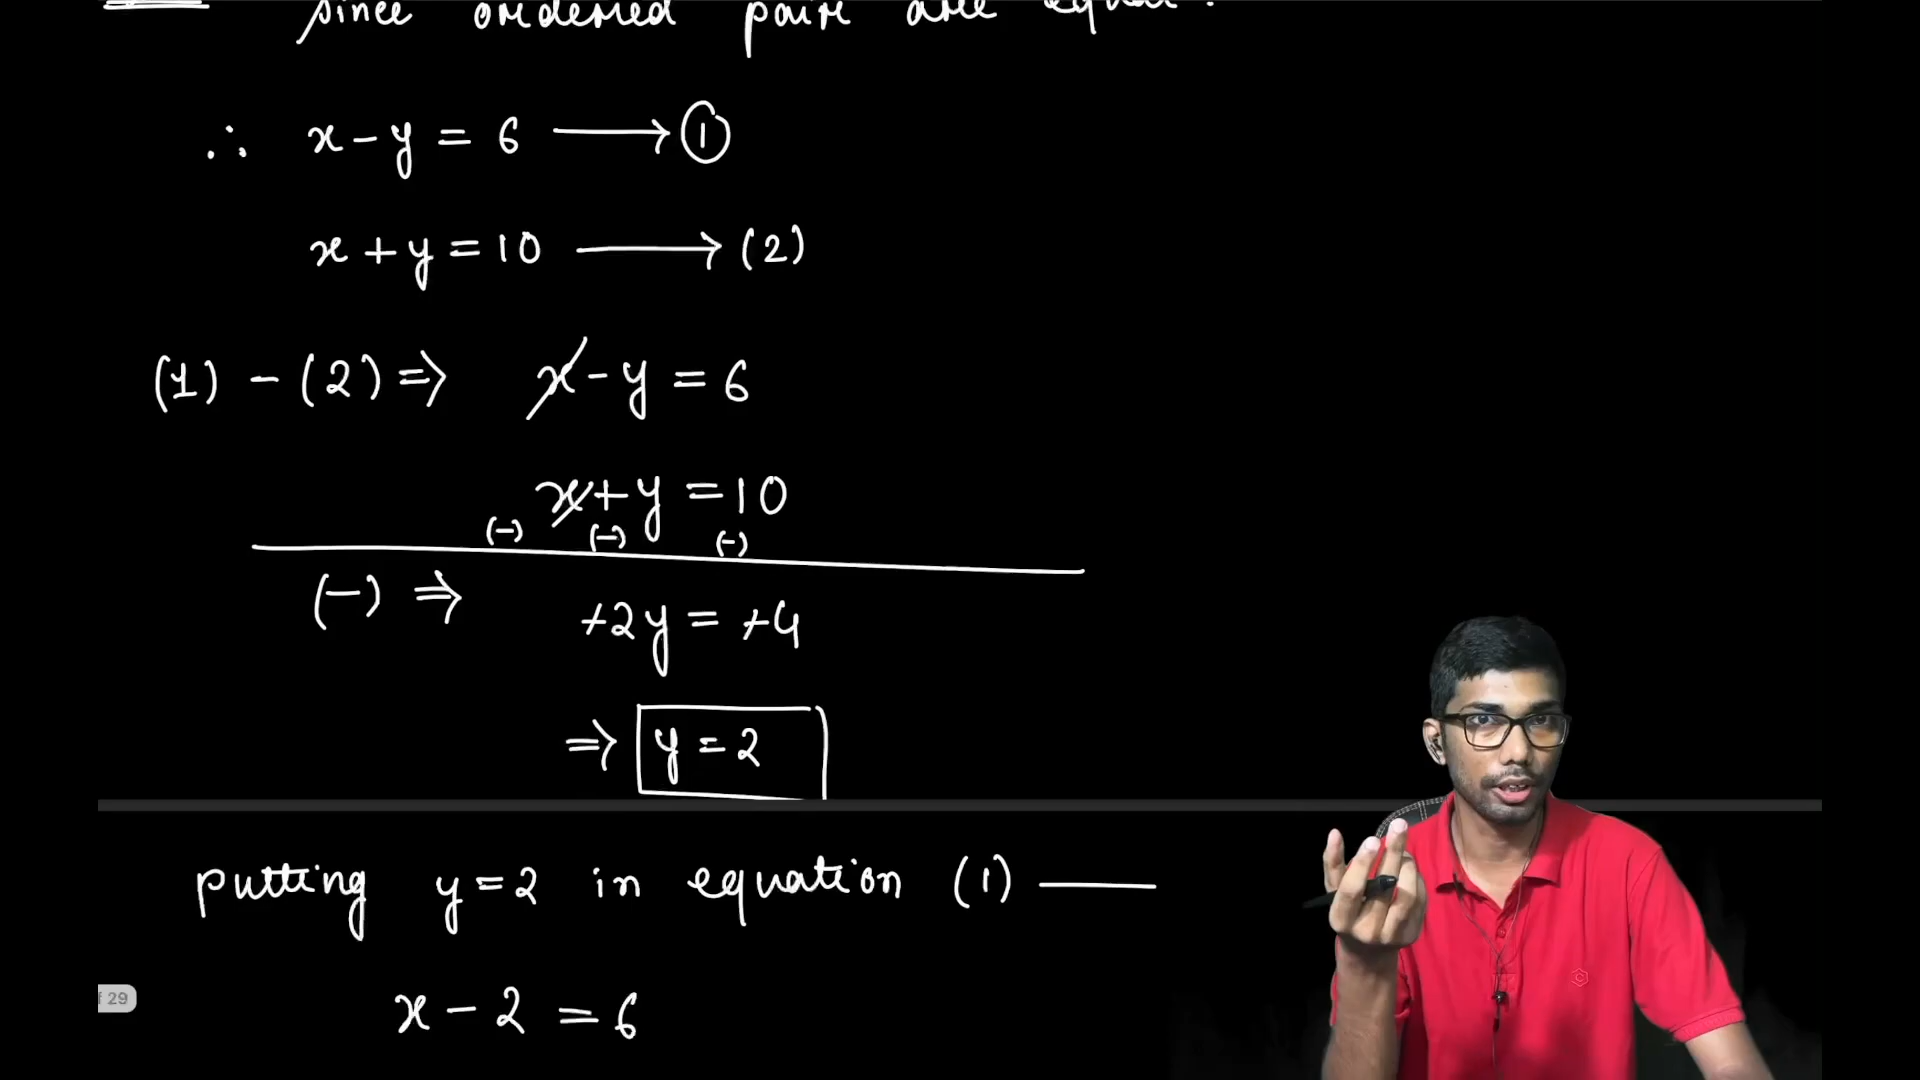 since ordered pair are equal.
∴ x - y = 6 ⟶ ①
x + y = 10 ⟶ (2)
(1) - (2) ⇒ x - y = 6
x + y = 10
(-) (-) (-)
(-) ⇒ +2y = +4
⇒ y = 2
putting y = 2 in equation (1) —
x - 2 = 6
f 29